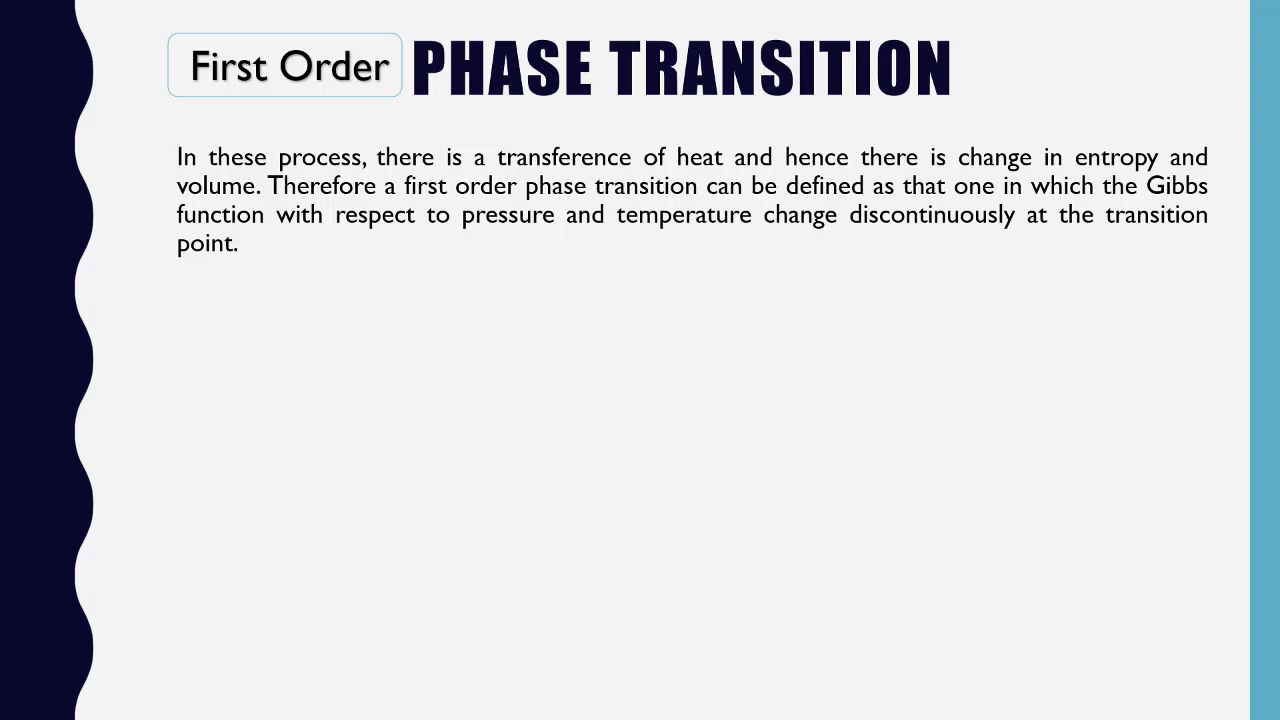 First Order PHASE TRANSITION
In these process, there is a transference of heat and hence there is change in entropy and
volume. Therefore a first order phase transition can be defined as that one in which the Gibbs
function with respect to pressure and temperature change discontinuously at the transition
point.